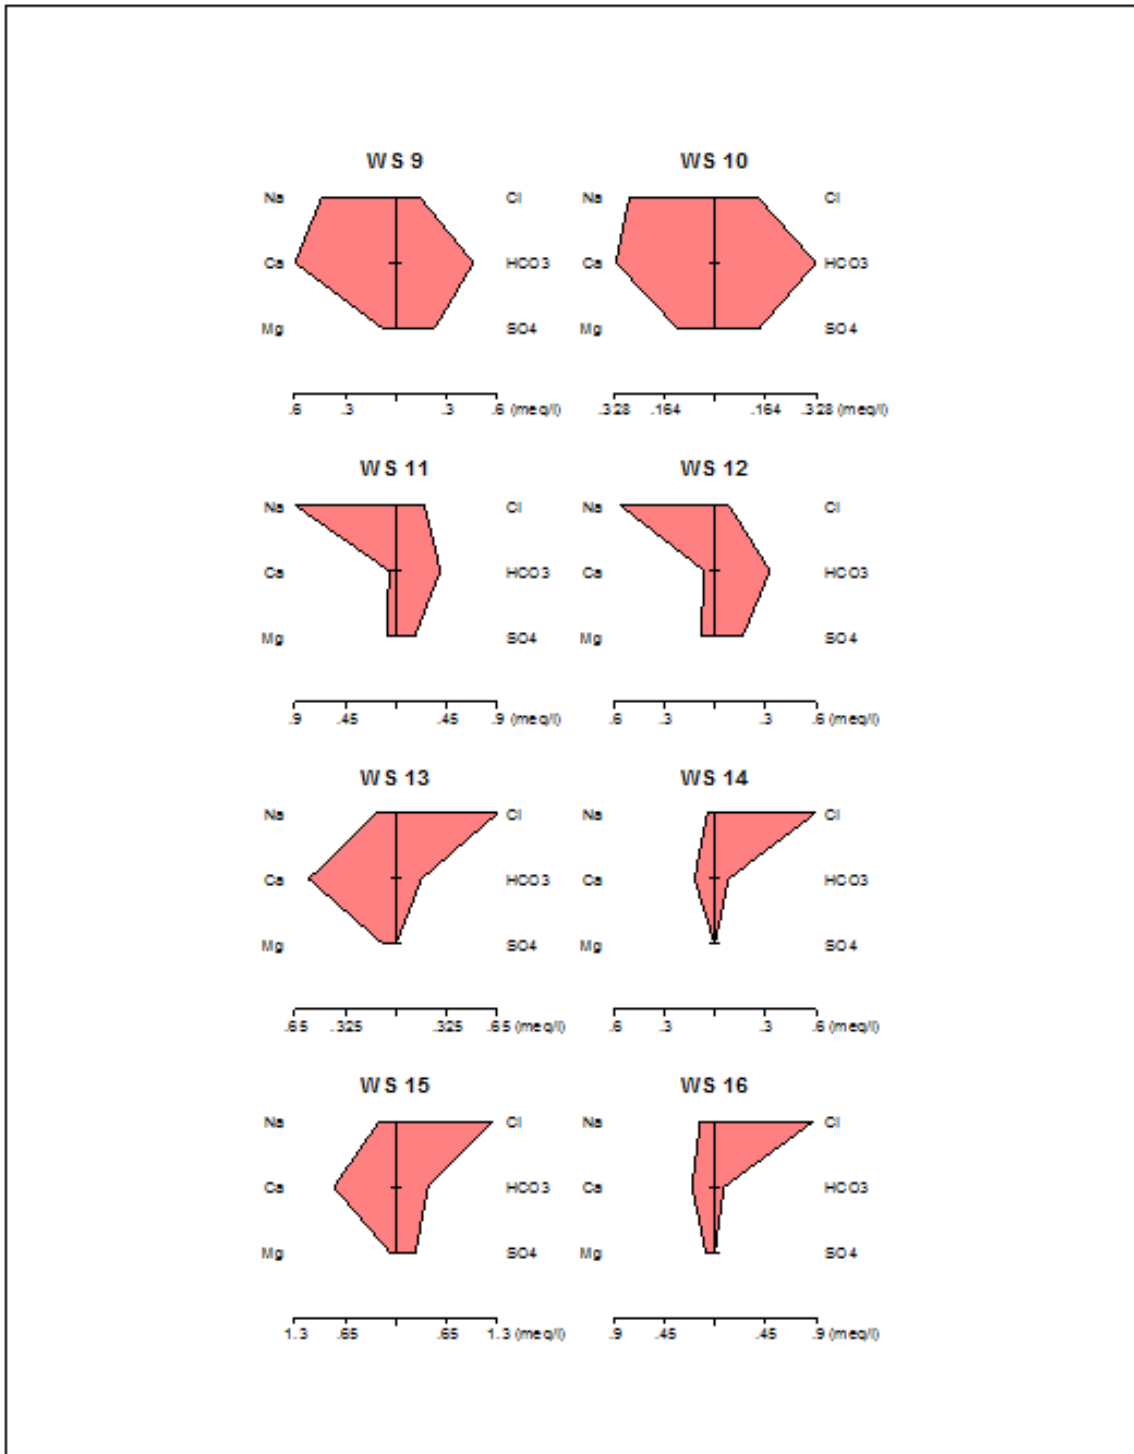 WS 9 WS 10
Na Cl Na Cl
Ca HCO3 Ca HCO3
Mg SO4 Mg SO4
.6 .3 .3 .6 (meq/l) .328 .164 .164 .328 (meq/l)
WS 11 WS 12
Na Cl Na Cl
Ca HCO3 Ca HCO3
Mg SO4 Mg SO4
.9 .45 .45 .9 (meq/l) .6 .3 .3 .6 (meq/l)
WS 13 WS 14
Na Cl Na Cl
Ca HCO3 Ca HCO3
Mg SO4 Mg SO4
.65 .325 .325 .65 (meq/l) .6 .3 .3 .6 (meq/l)
WS 15 WS 16
Na Cl Na Cl
Ca HCO3 Ca HCO3
Mg SO4 Mg SO4
1.3 .65 .65 1.3 (meq/l) .9 .45 .45 .9 (meq/l)